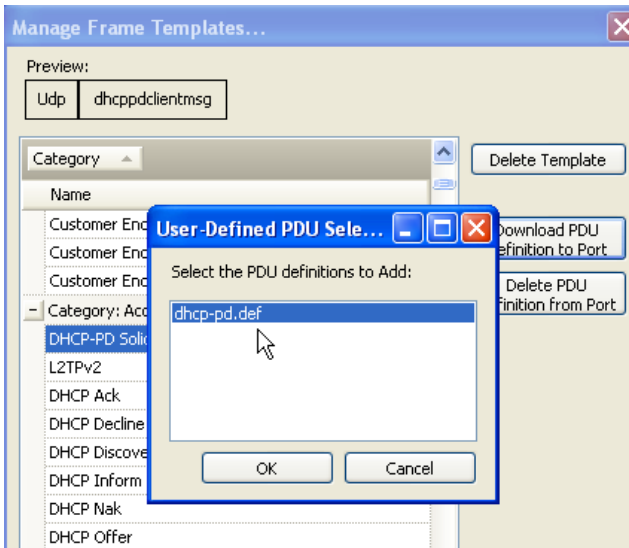 Manage Frame Templates...
Preview:
Udp dhcppdclientmsg
Category
Delete Template
Name
Customer Enc
Customer Enc
Customer Enc
User-Defined PDU Sele...
Download PDU
efinition to Port
Select the PDU definitions to Add:
Delete PDU
finition from Port
Category: Acc
dhcp-pd.def
DHCP-PD Solic
L2TPv2
DHCP Ack
DHCP Decline
DHCP Discove
OK Cancel
DHCP Inform
DHCP Nak
DHCP Offer